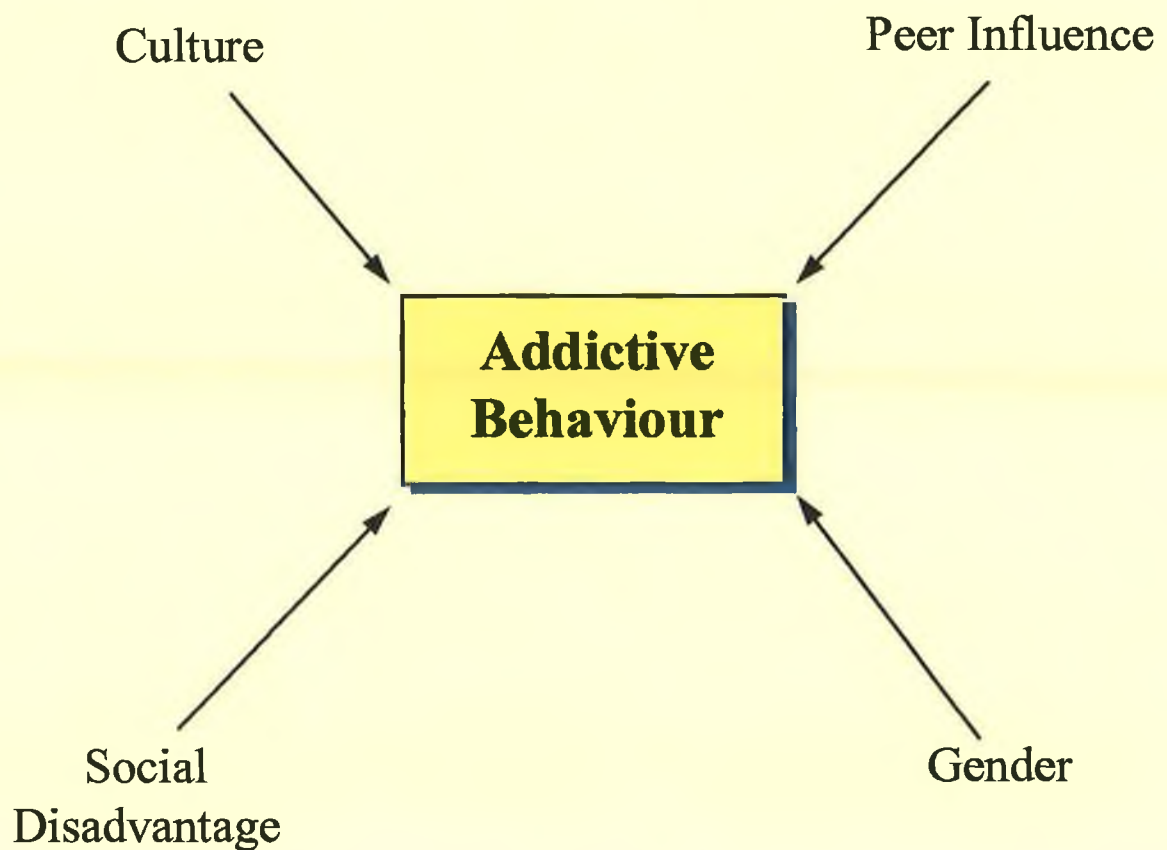 Culture
Peer Influence
Addictive
Behaviour
Social
Disadvantage
Gender